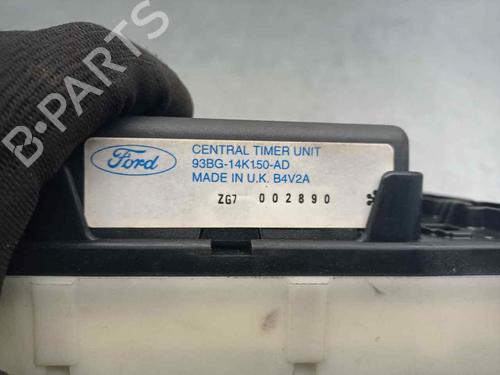 Ford
CENTRAL TIMER UNIT
93BG-14K150-AD
MADE IN U.K. B4V2A
ZG7 002890 *
B PARTS